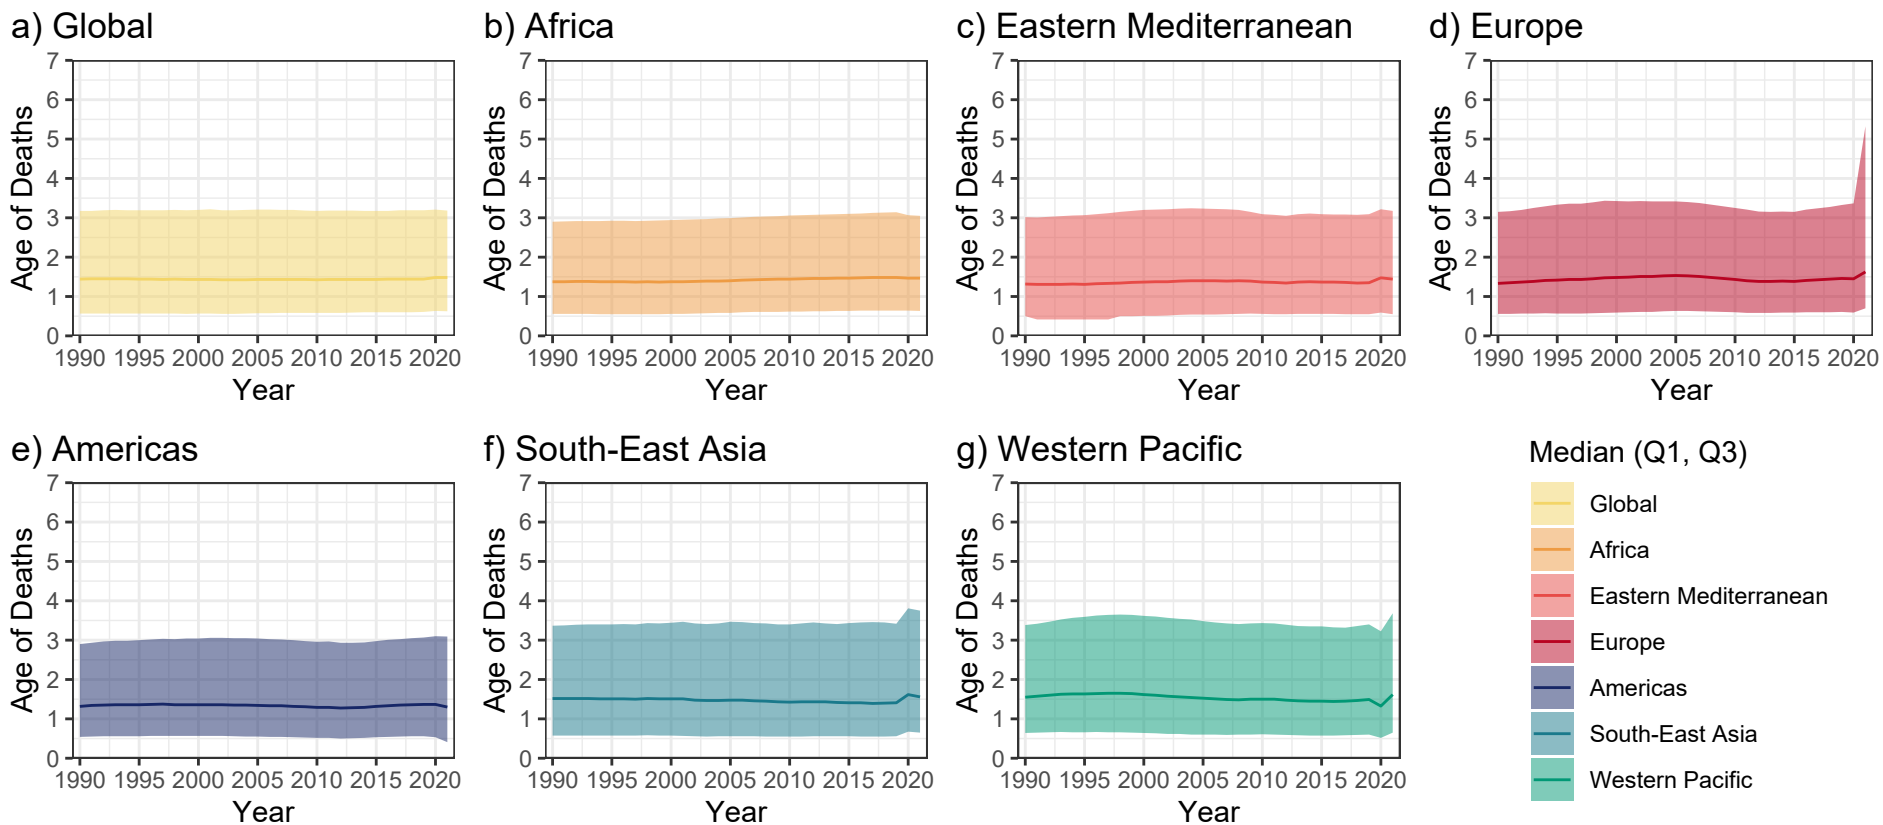 a) Global
b) Africa
c) Eastern Mediterranean
d) Europe
Age of Deaths
7
6
5
4
3
2
1
0
1990 1995 2000 2005 2010 2015 2020
Year
Age of Deaths
7
6
5
4
3
2
1
0
1990 1995 2000 2005 2010 2015 2020
Year
Age of Deaths
7
6
5
4
3
2
1
0
1990 1995 2000 2005 2010 2015 2020
Year
Age of Deaths
7
6
5
4
3
2
1
0
1990 1995 2000 2005 2010 2015 2020
Year
e) Americas
f) South-East Asia
g) Western Pacific
Age of Deaths
7
6
5
4
3
2
1
0
1990 1995 2000 2005 2010 2015 2020
Year
Age of Deaths
7
6
5
4
3
2
1
0
1990 1995 2000 2005 2010 2015 2020
Year
Age of Deaths
7
6
5
4
3
2
1
0
1990 1995 2000 2005 2010 2015 2020
Year
Median (Q1, Q3)
Global
Africa
Eastern Mediterranean
Europe
Americas
South-East Asia
Western Pacific